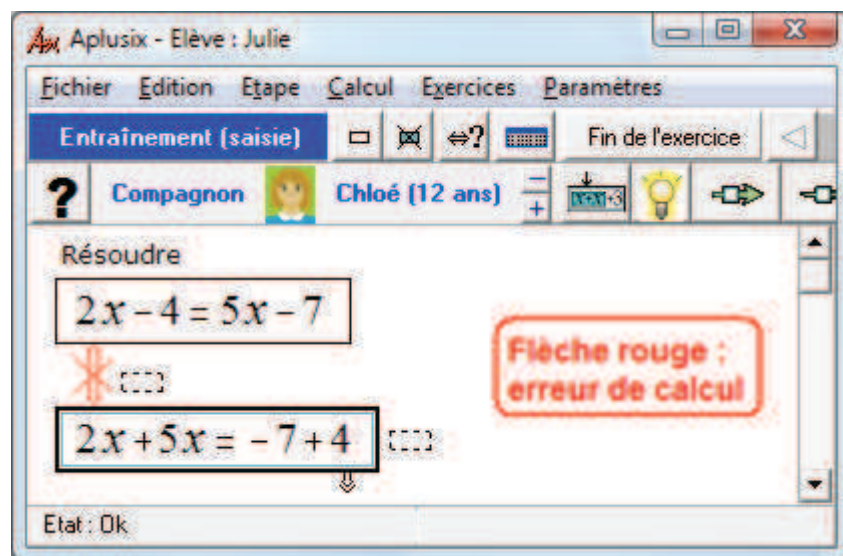 Aplusix - Elève : Julie
Fichier Edition Etape Calcul Exercices Paramètres
Entraînement (saisie) ⇔? Fin de l'exercice
? Compagnon Chloé (12 ans) - +
Résoudre
2x – 4 = 5x – 7
Flèche rouge :
erreur de calcul
2x + 5x = – 7 + 4
Etat : Ok